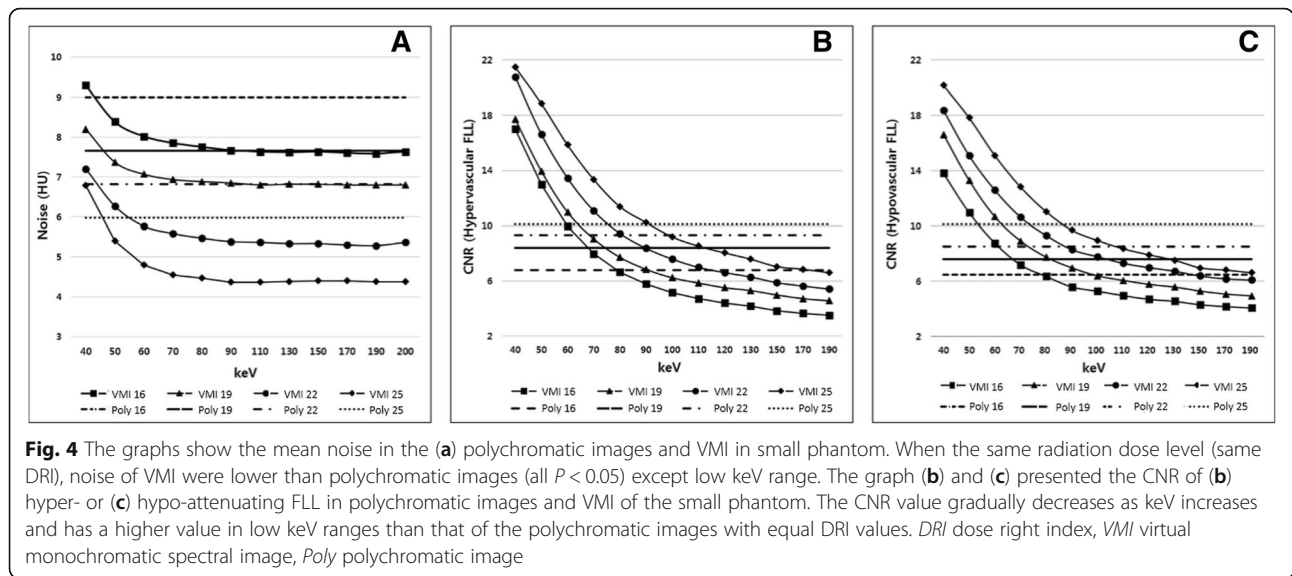 A
Noise (HU)
10
9
8
7
6
5
4
3
40 50 60 70 80 90 110 130 150 170 190 200
keV
VMI 16 VMI 19 VMI 22 VMI 25
Poly 16 Poly 19 Poly 22 Poly 25
B
CNR (Hypervascular FLL)
22
18
14
10
6
2
40 50 60 70 80 90 100 110 120 130 150 170 190
keV
VMI 16 VMI 19 VMI 22 VMI 25
Poly 16 Poly 19 Poly 22 Poly 25
C
CNR (Hypovascular FLL)
22
18
14
10
6
2
40 50 60 70 80 90 100 110 120 130 150 170 190
keV
VMI 16 VMI 19 VMI 22 VMI 25
Poly 16 Poly 19 Poly 22 Poly 25
Fig. 4 The graphs show the mean noise in the (a) polychromatic images and VMI in small phantom. When the same radiation dose level (same
DRI), noise of VMI were lower than polychromatic images (all P < 0.05) except low keV range. The graph (b) and (c) presented the CNR of (b)
hyper- or (c) hypo-attenuating FLL in polychromatic images and VMI of the small phantom. The CNR value gradually decreases as keV increases
and has a higher value in low keV ranges than that of the polychromatic images with equal DRI values. DRI dose right index, VMI virtual
monochromatic spectral image, Poly polychromatic image